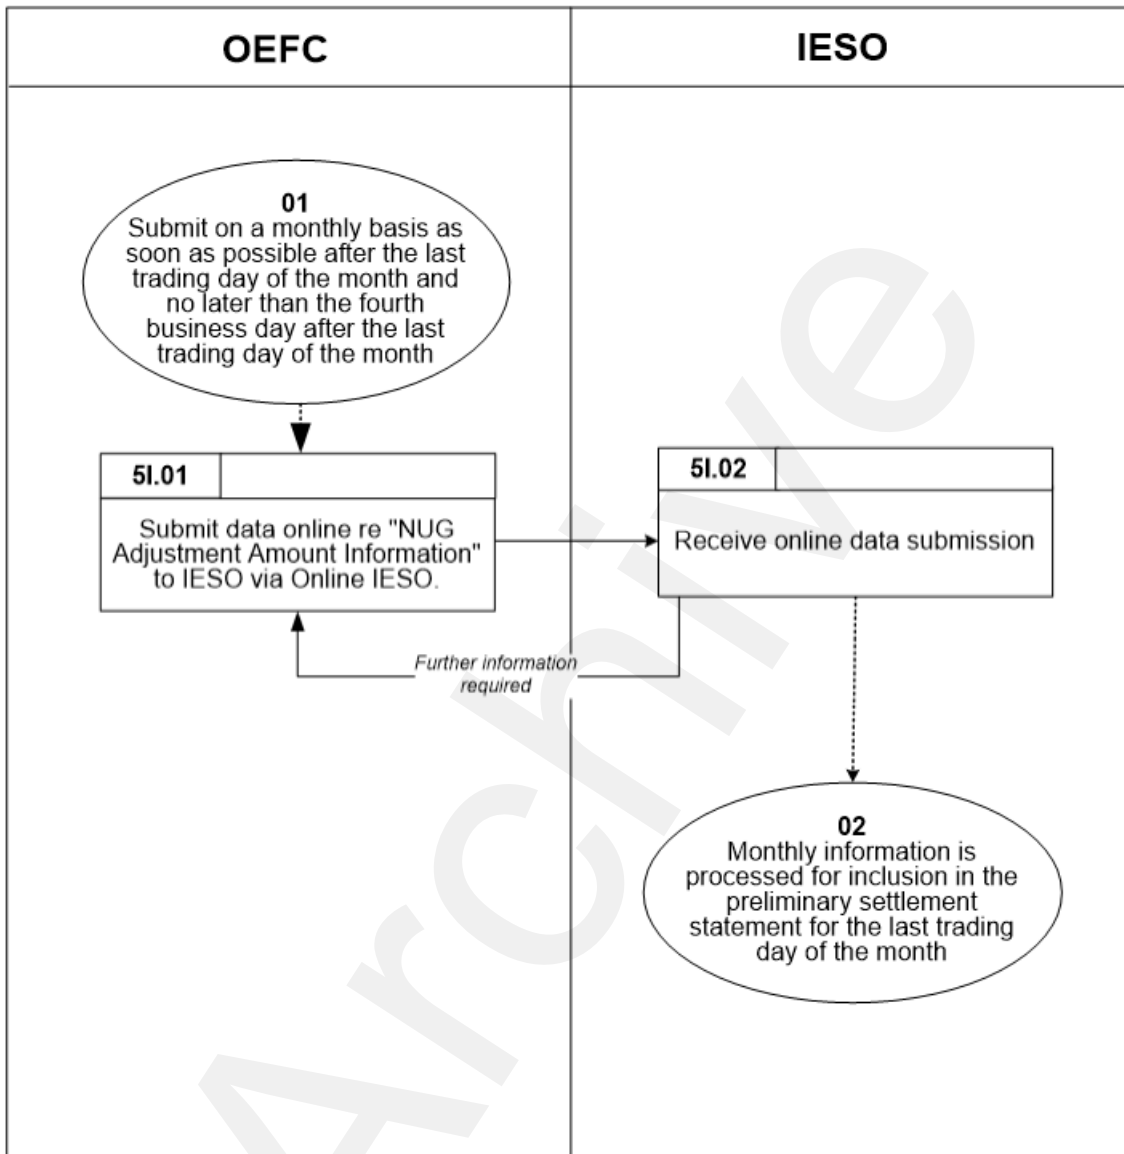 OEFC
IESO
01
Submit on a monthly basis as
soon as possible after the last
trading day of the month and
no later than the fourth
business day after the last
trading day of the month
5I.01
Submit data online re "NUG
Adjustment Amount Information"
to IESO via Online IESO.
5I.02
Receive online data submission
Further information
required
02
Monthly information is
processed for inclusion in the
preliminary settlement
statement for the last trading
day of the month
Archive